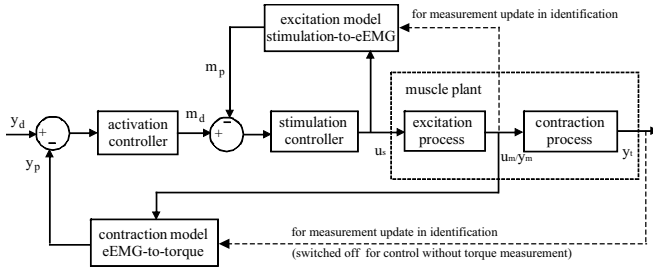 excitation model
stimulation-to-eEMG
for measurement update in identification
m_p
muscle plant
y_d
+
−
activation
controller
m_d
+
−
stimulation
controller
u_s
excitation
process
u_m/y_m
contraction
process
y_t
y_p
contraction model
eEMG-to-torque
for measurement update in identification
(switched off for control without torque measurement)